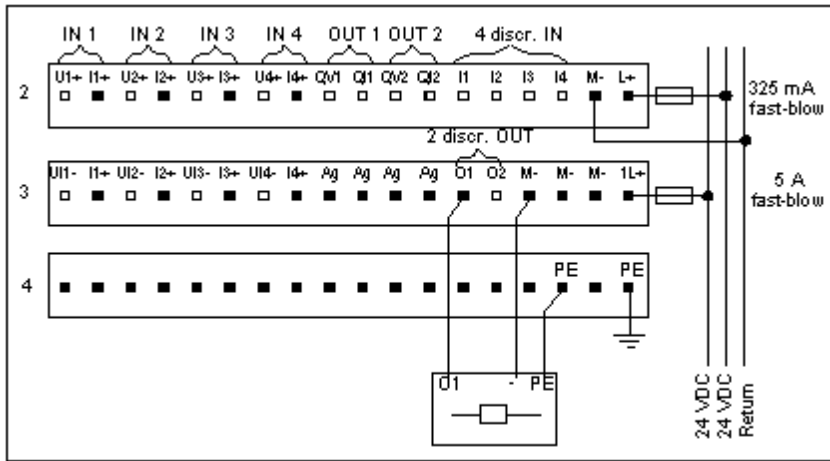 IN 1 IN 2 IN 3 IN 4 OUT 1 OUT 2 4 discr. IN
U1+ I1+ U2+ I2+ U3+ I3+ U4+ I4+ QV1 QI1 QV2 QI2 I1 I2 I3 I4 M- L+
2
325 mA
fast-blow
2 discr. OUT
UI1- I1+ UI2- I2+ UI3- I3+ UI4- I4+ Ag Ag Ag Ag O1 O2 M- M- M- 1L+
3
5 A
fast-blow
PE PE
4
O1 - PE
24 VDC
24 VDC
Return